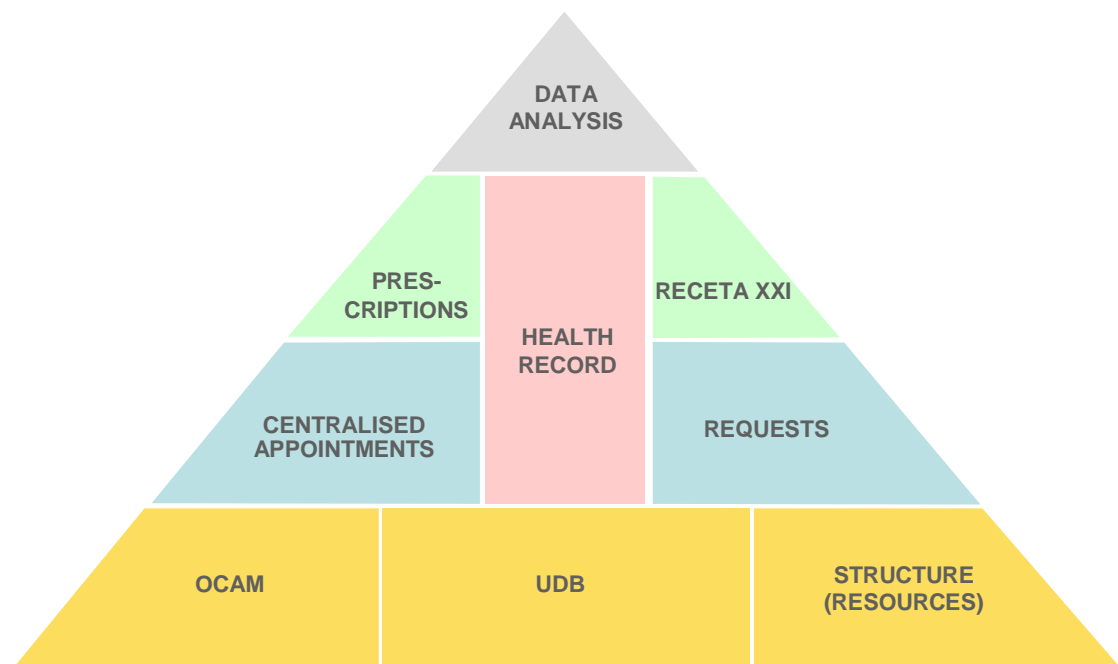 DATA
ANALYSIS
PRES-
CRIPTIONS
HEALTH
RECORD
RECETA XXI
CENTRALISED
APPOINTMENTS
REQUESTS
OCAM
UDB
STRUCTURE
(RESOURCES)